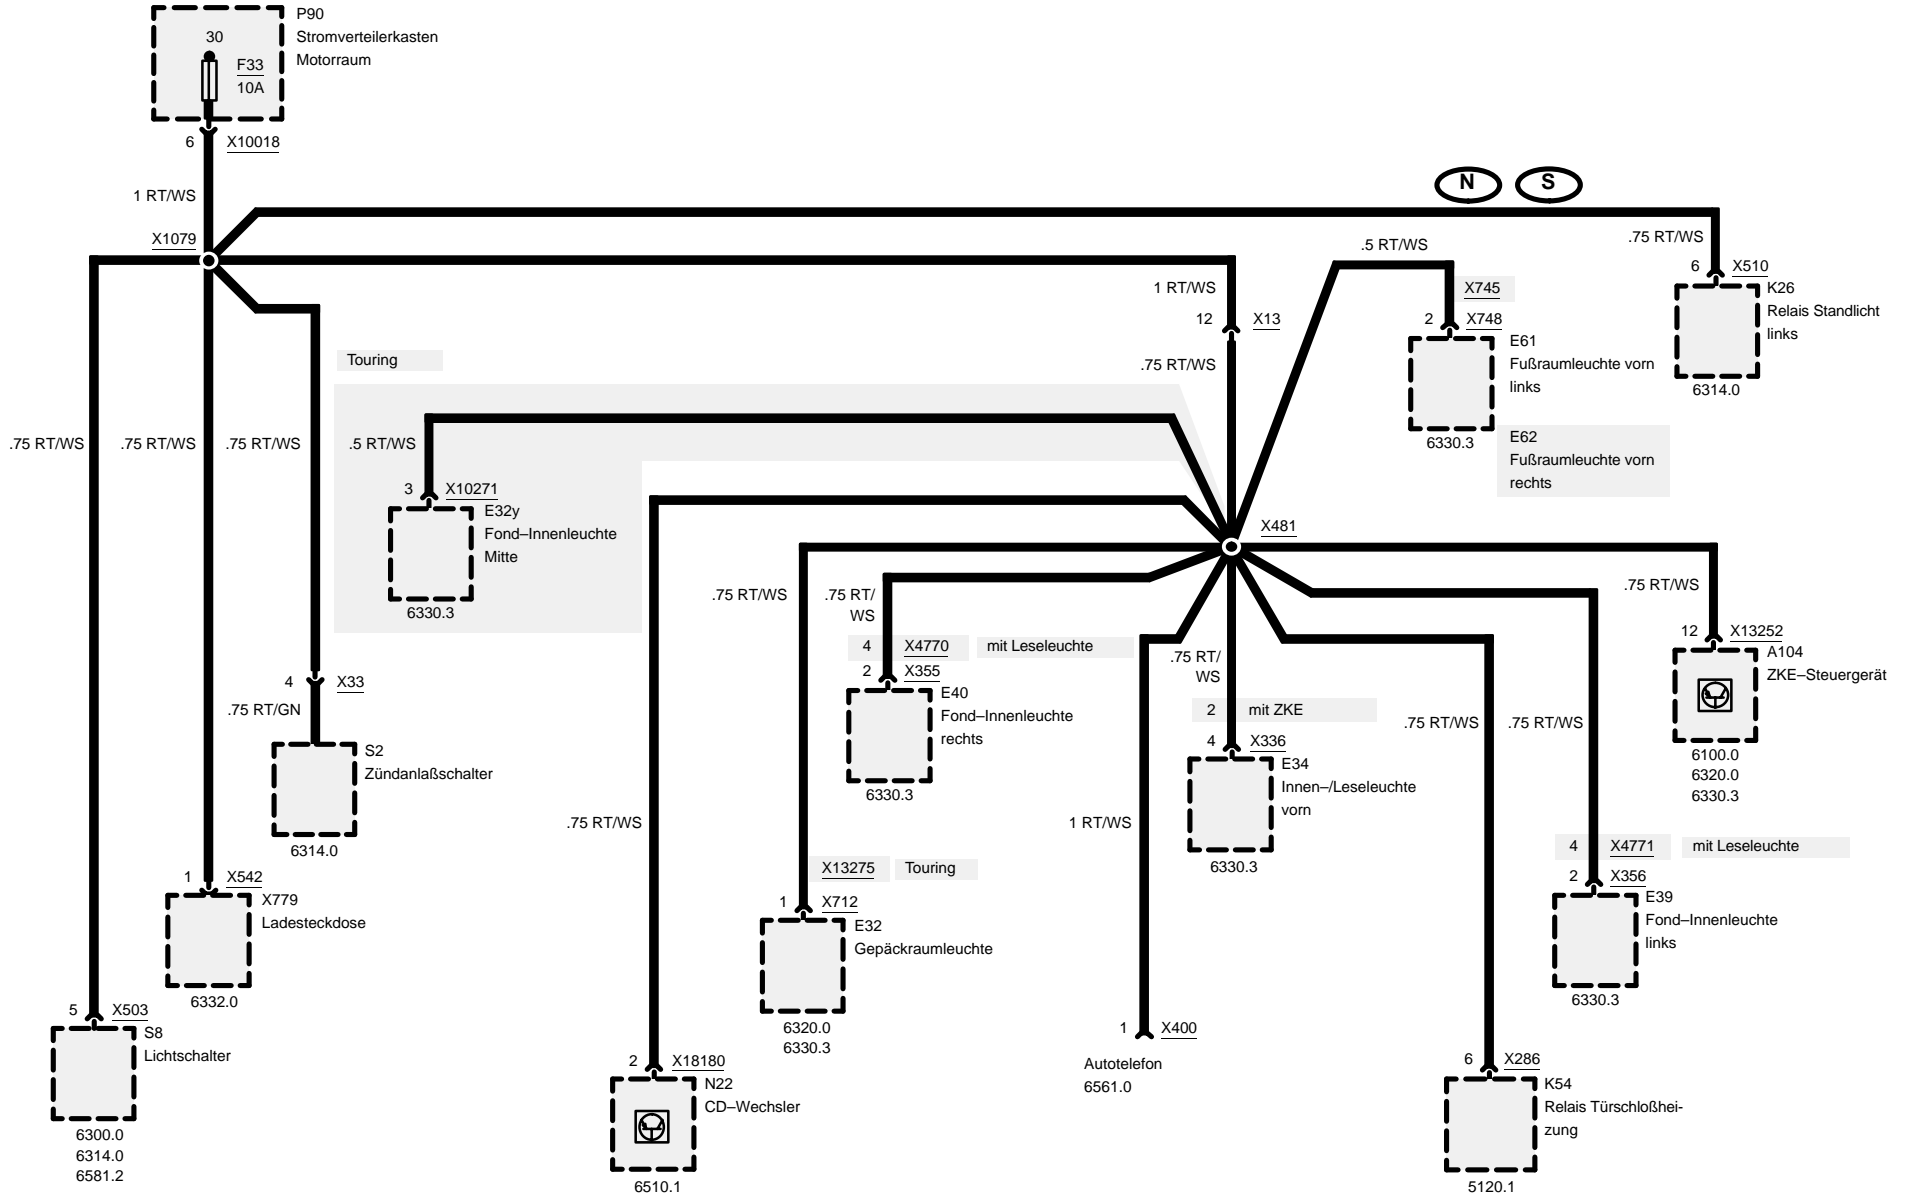 P90
Stromverteilerkasten
Motorraum
30
F33
10A
6 X10018
1 RT/WS
X1079
N S
.75 RT/WS
6 X510
K26
Relais Standlicht
links
6314.0
.5 RT/WS
X745
2 X748
E61
Fußraumleuchte vorn
links
6330.3
E62
Fußraumleuchte vorn
rechts
1 RT/WS
12 X13
.75 RT/WS
Touring
.75 RT/WS
.75 RT/WS
.75 RT/WS
.5 RT/WS
3 X10271
E32y
Fond–Innenleuchte
Mitte
6330.3
X481
.75 RT/WS
.75 RT/
WS
.75 RT/WS
4 X4770 mit Leseleuchte
2 X355
E40
Fond–Innenleuchte
rechts
6330.3
.75 RT/
WS
2 mit ZKE
4 X336
E34
Innen–/Leseleuchte
vorn
6330.3
12 X13252
A104
ZKE–Steuergerät
6100.0
6320.0
6330.3
4 X33
.75 RT/GN
S2
Zündanlaßschalter
6314.0
.75 RT/WS
.75 RT/WS
.75 RT/WS
1 RT/WS
4 X4771 mit Leseleuchte
2 X356
E39
Fond–Innenleuchte
links
6330.3
X13275 Touring
1 X712
E32
Gepäckraumleuchte
6320.0
6330.3
1 X542
X779
Ladesteckdose
6332.0
5 X503
S8
Lichtschalter
6300.0
6314.0
6581.2
2 X18180
N22
CD–Wechsler
6510.1
1 X400
Autotelefon
6561.0
6 X286
K54
Relais Türschloßhei-
zung
5120.1